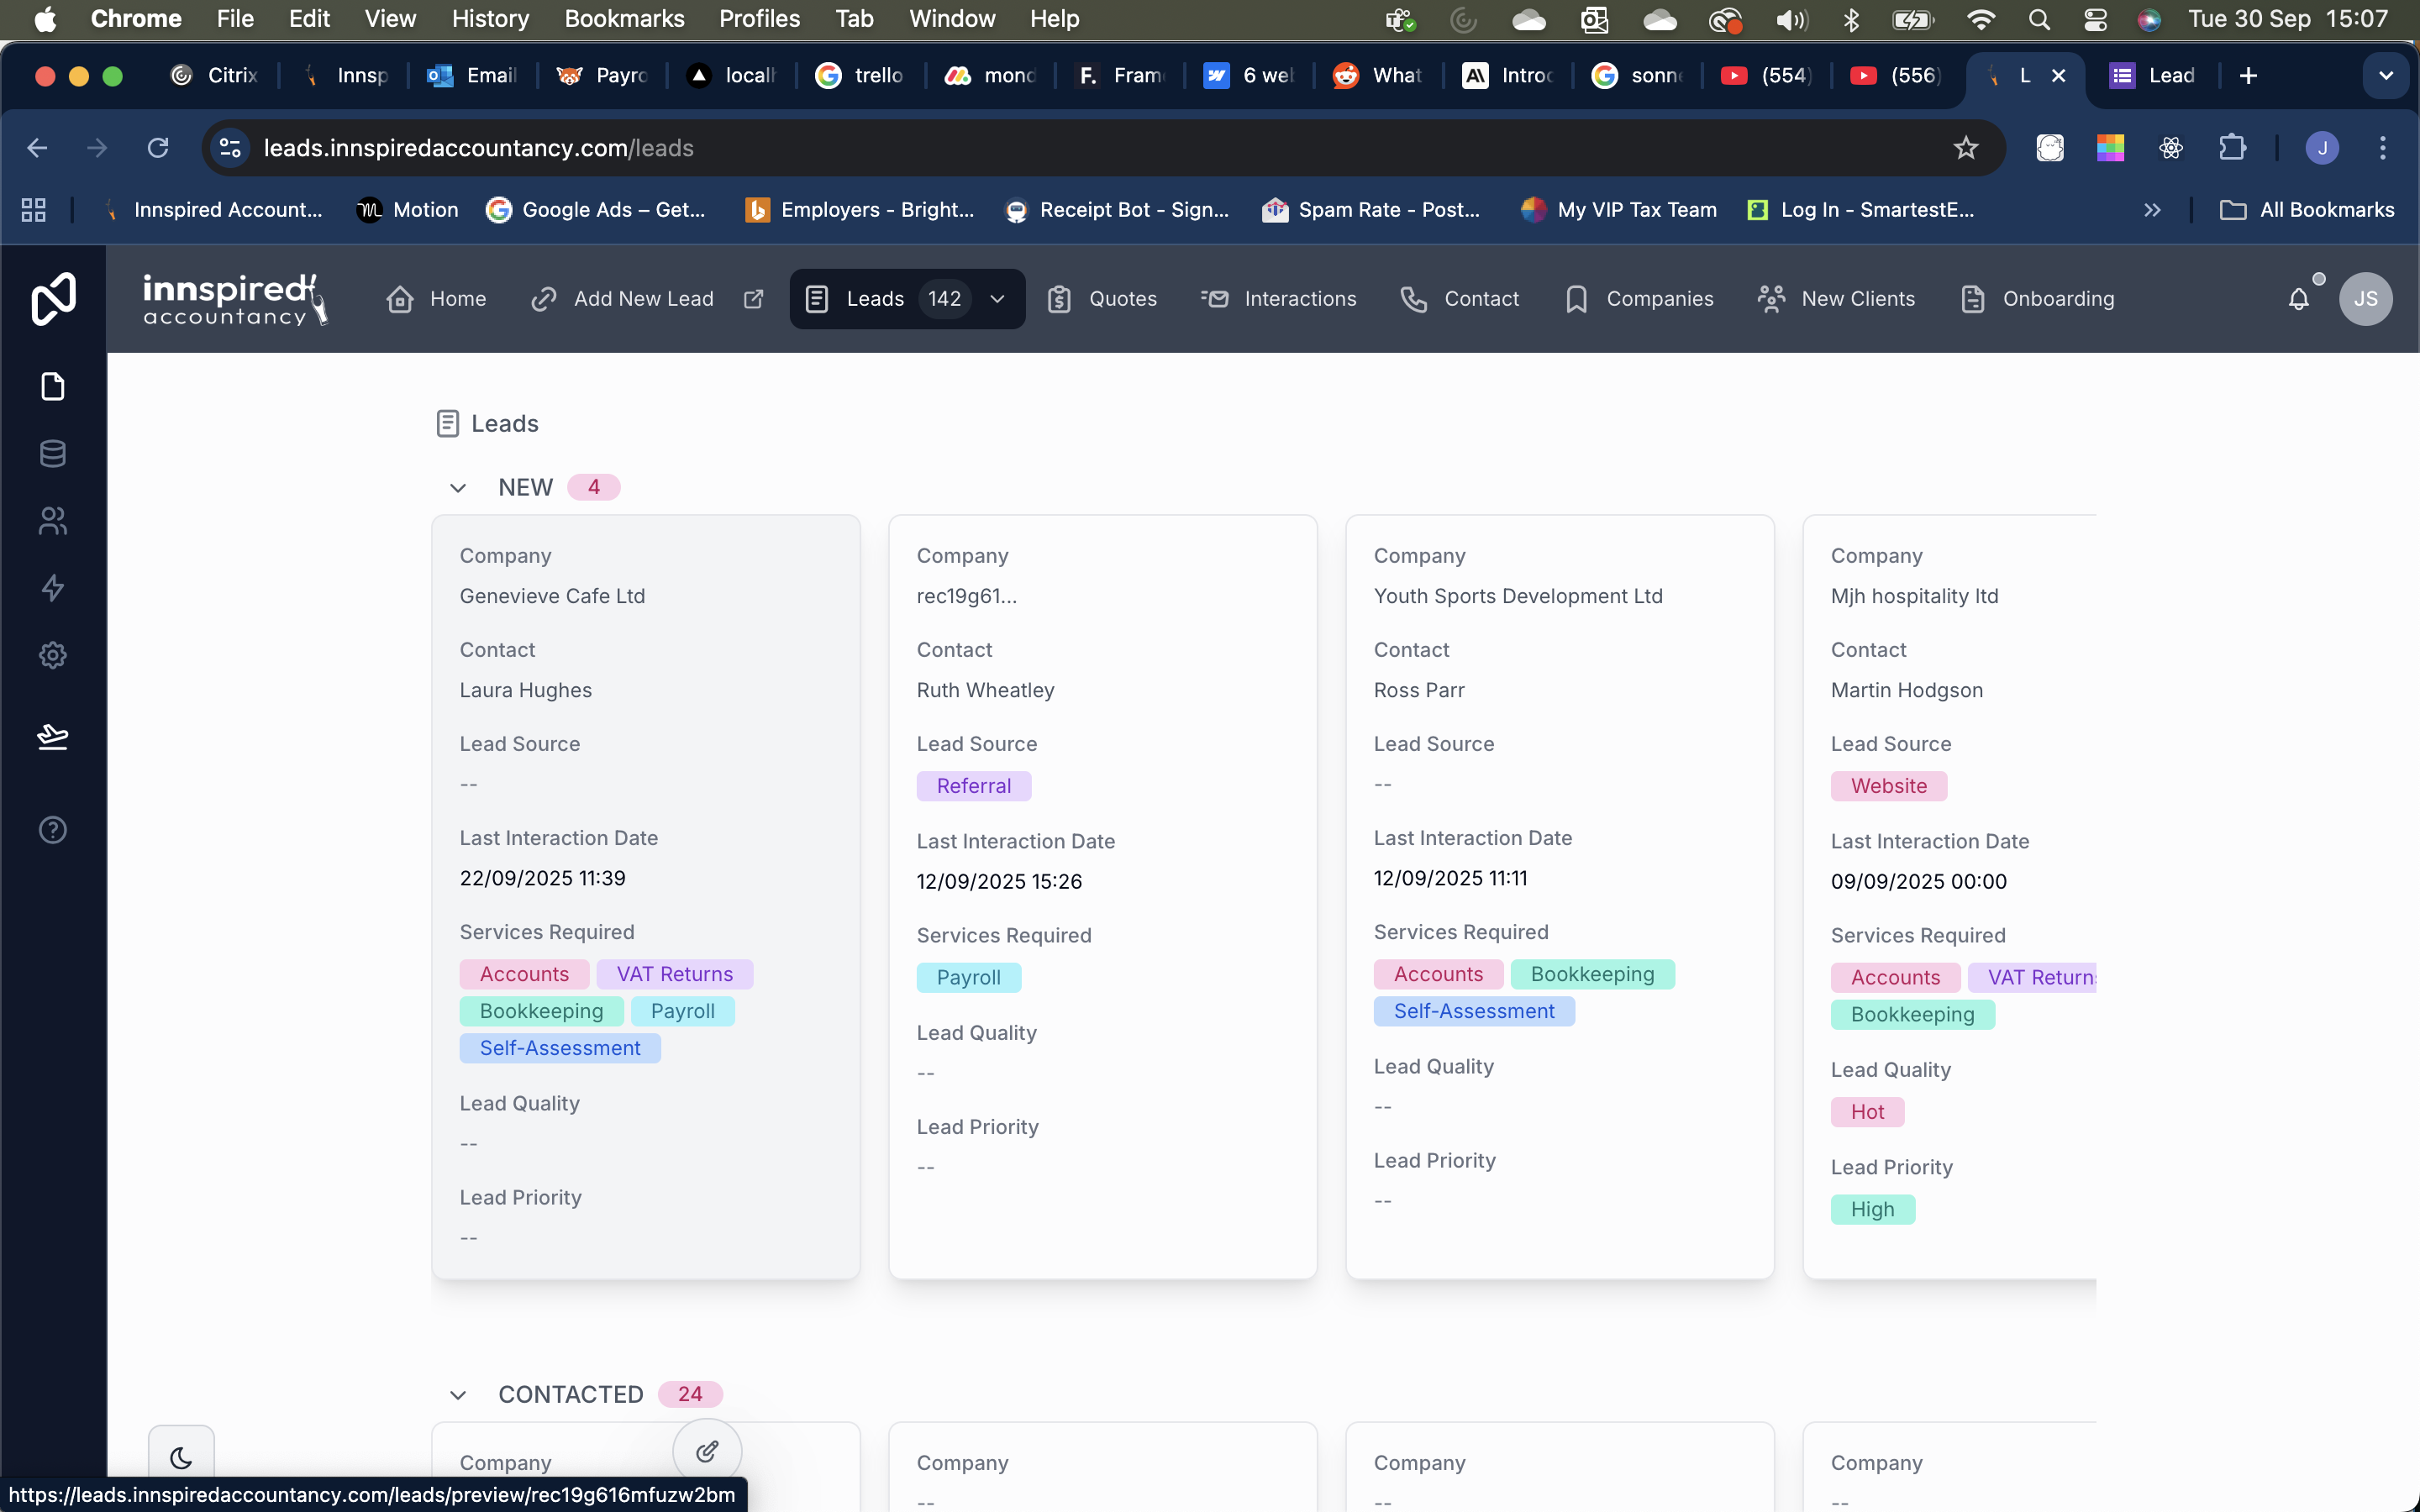 Chrome File Edit View History Bookmarks Profiles Tab Window Help Tue 30 Sep 15:07
Citrix Innsp Email Payro localh trello mond Frame 6 we What Introc sonne (554) (556) L Lead
leads.innspiredaccountancy.com/leads J
Innspired Account... Motion Google Ads – Get... Employers - Bright... Receipt Bot - Sign... Spam Rate - Post... My VIP Tax Team Log In - SmartestE... All Bookmarks
innspired accountancy Home Add New Lead Leads 142 Quotes Interactions Contact Companies New Clients Onboarding JS
Leads
NEW 4
Company
Genevieve Cafe Ltd
Contact
Laura Hughes
Lead Source
--
Last Interaction Date
22/09/2025 11:39
Services Required
Accounts VAT Returns
Bookkeeping Payroll
Self-Assessment
Lead Quality
--
Lead Priority
--
Company
rec19g61...
Contact
Ruth Wheatley
Lead Source
Referral
Last Interaction Date
12/09/2025 15:26
Services Required
Payroll
Lead Quality
--
Lead Priority
--
Company
Youth Sports Development Ltd
Contact
Ross Parr
Lead Source
--
Last Interaction Date
12/09/2025 11:11
Services Required
Accounts Bookkeeping
Self-Assessment
Lead Quality
--
Lead Priority
--
Company
Mjh hospitality ltd
Contact
Martin Hodgson
Lead Source
Website
Last Interaction Date
09/09/2025 00:00
Services Required
Accounts VAT Returns
Bookkeeping
Lead Quality
Hot
Lead Priority
High
CONTACTED 24
Company Company Company Company
-- -- --
https://leads.innspiredaccountancy.com/leads/preview/rec19g616mfuzw2bm